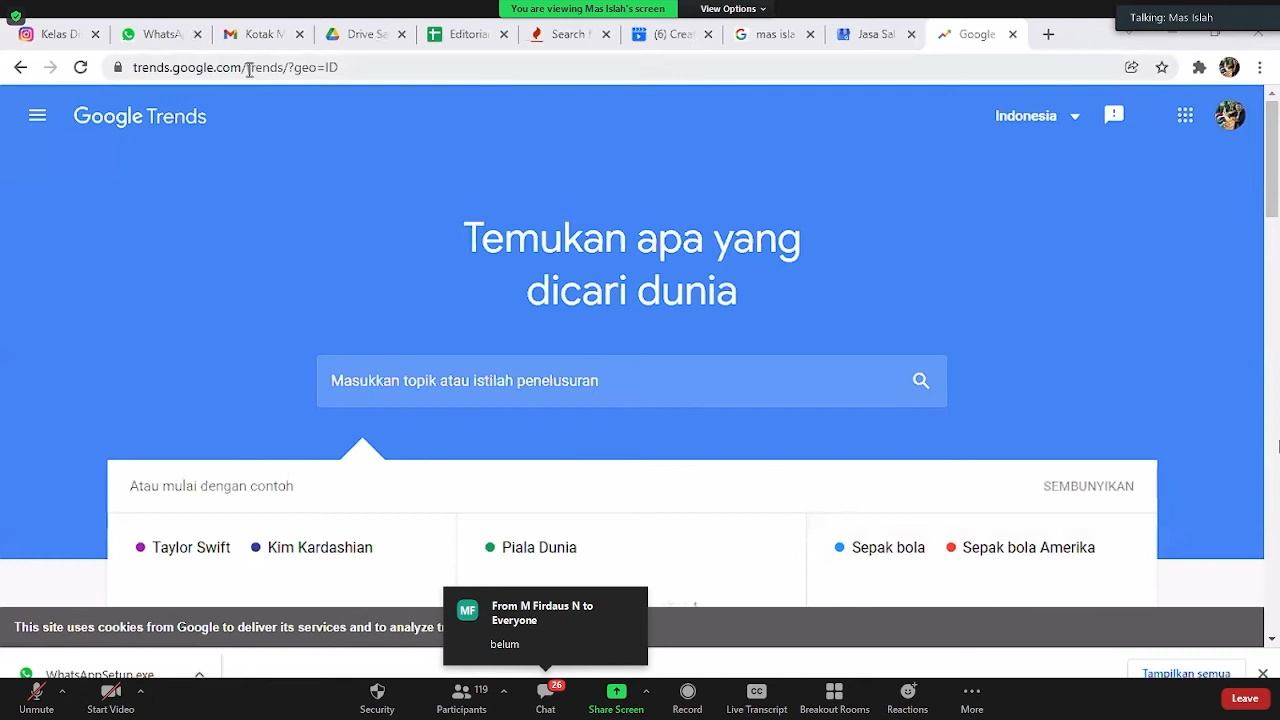 You are viewing Mas Islah's screen
View Options
Talking: Mas Islah
Kelas Di
WhatsA
Kotak M
Drive Se
Editoria
Search f
(6) Crea
mas isla
Jasa Sal
Google
trends.google.com/trends/?geo=ID
Google Trends
Indonesia
Temukan apa yang
dicari dunia
Masukkan topik atau istilah penelusuran
Atau mulai dengan contoh
SEMBUNYIKAN
Taylor Swift
Kim Kardashian
Piala Dunia
Sepak bola
Sepak bola Amerika
MF
From M Firdaus N to
Everyone
belum
This site uses cookies from Google to deliver its services and to analyze t
WhatsAppSetup.exe
Tampilkan semua
Unmute
Start Video
Security
119
Participants
26
Chat
Share Screen
Record
CC
Live Transcript
Breakout Rooms
Reactions
More
Leave